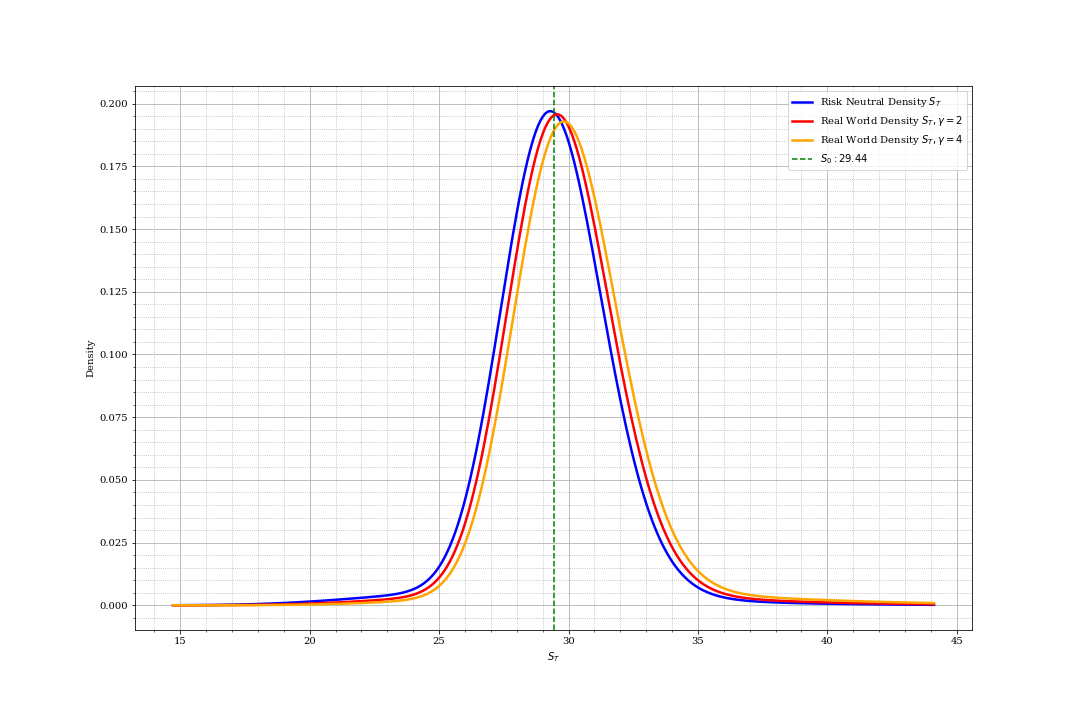 Risk Neutral Density $S_T$
Real World Density $S_T, \gamma = 2$
Real World Density $S_T, \gamma = 4$
$S_0 : 29.44$
0.200
0.175
0.150
0.125
0.100
0.075
0.050
0.025
0.000
Density
15 20 25 30 35 40 45
$S_T$